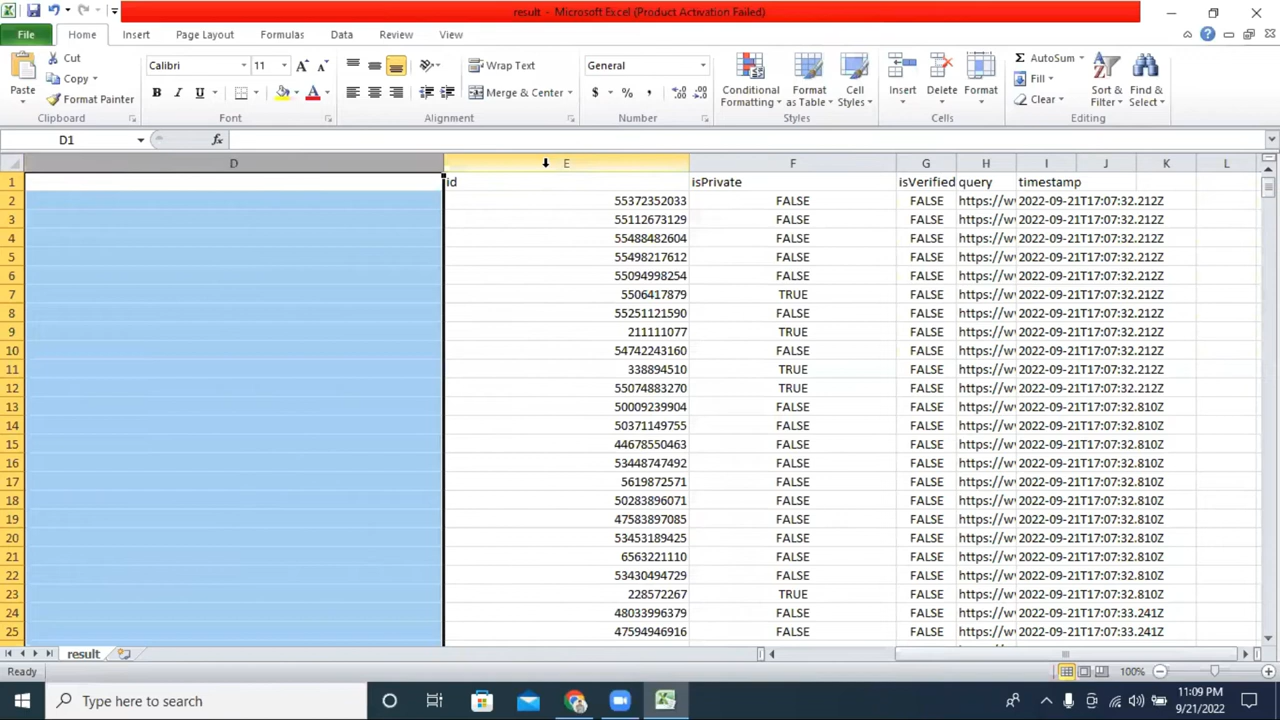 result - Microsoft Excel (Product Activation Failed)
File Home Insert Page Layout Formulas Data Review View
Cut
Copy
Format Painter
Paste
Clipboard
Calibri 11
B I U
Font
Wrap Text
Merge & Center
Alignment
General
$ % ,
Number
Conditional Formatting
Format as Table
Cell Styles
Styles
Insert
Delete
Format
Cells
AutoSum
Fill
Clear
Sort & Filter
Find & Select
Editing
D1 fx
D E F G H I J K L
1 id isPrivate isVerified query timestamp
2 55372352033 FALSE FALSE https://w 2022-09-21T17:07:32.212Z
3 55112673129 FALSE FALSE https://w 2022-09-21T17:07:32.212Z
4 55488482604 FALSE FALSE https://w 2022-09-21T17:07:32.212Z
5 55498217612 FALSE FALSE https://w 2022-09-21T17:07:32.212Z
6 55094998254 FALSE FALSE https://w 2022-09-21T17:07:32.212Z
7 5506417879 TRUE FALSE https://w 2022-09-21T17:07:32.212Z
8 55251121590 FALSE FALSE https://w 2022-09-21T17:07:32.212Z
9 211111077 TRUE FALSE https://w 2022-09-21T17:07:32.212Z
10 54742243160 FALSE FALSE https://w 2022-09-21T17:07:32.212Z
11 338894510 TRUE FALSE https://w 2022-09-21T17:07:32.212Z
12 55074883270 TRUE FALSE https://w 2022-09-21T17:07:32.212Z
13 50009239904 FALSE FALSE https://w 2022-09-21T17:07:32.810Z
14 50371149755 FALSE FALSE https://w 2022-09-21T17:07:32.810Z
15 44678550463 FALSE FALSE https://w 2022-09-21T17:07:32.810Z
16 53448747492 FALSE FALSE https://w 2022-09-21T17:07:32.810Z
17 5619872571 FALSE FALSE https://w 2022-09-21T17:07:32.810Z
18 50283896071 FALSE FALSE https://w 2022-09-21T17:07:32.810Z
19 47583897085 FALSE FALSE https://w 2022-09-21T17:07:32.810Z
20 53453189425 FALSE FALSE https://w 2022-09-21T17:07:32.810Z
21 6563221110 FALSE FALSE https://w 2022-09-21T17:07:32.810Z
22 53430494729 FALSE FALSE https://w 2022-09-21T17:07:32.810Z
23 228572267 TRUE FALSE https://w 2022-09-21T17:07:32.810Z
24 48033996379 FALSE FALSE https://w 2022-09-21T17:07:33.241Z
25 47594946916 FALSE FALSE https://w 2022-09-21T17:07:33.241Z
result
Ready 100%
Type here to search
11:09 PM
9/21/2022